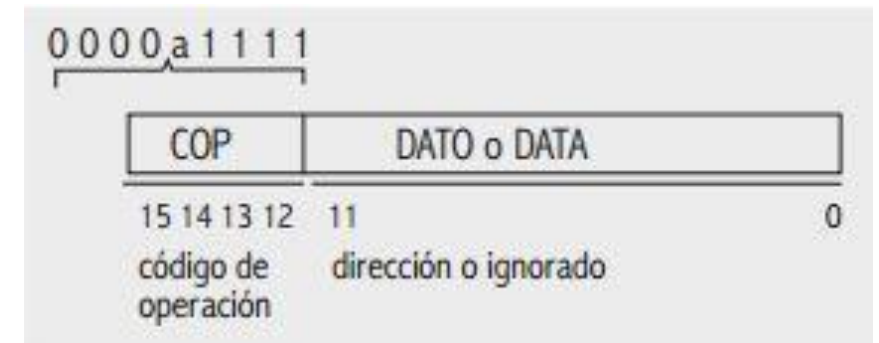 0 0 0 0 a 1 1 1 1
COP DATO o DATA
15 14 13 12 11 0
código de dirección o ignorado
operación